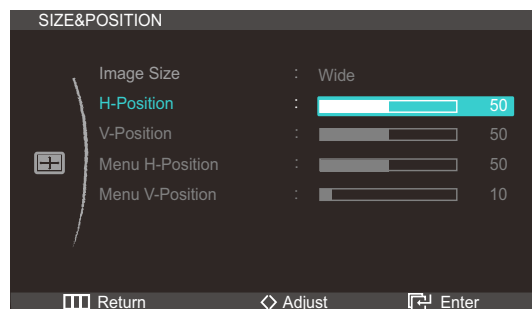 SIZE&POSITION
Image Size : Wide
H-Position : 50
V-Position : 50
Menu H-Position : 50
Menu V-Position : 10
Return Adjust Enter